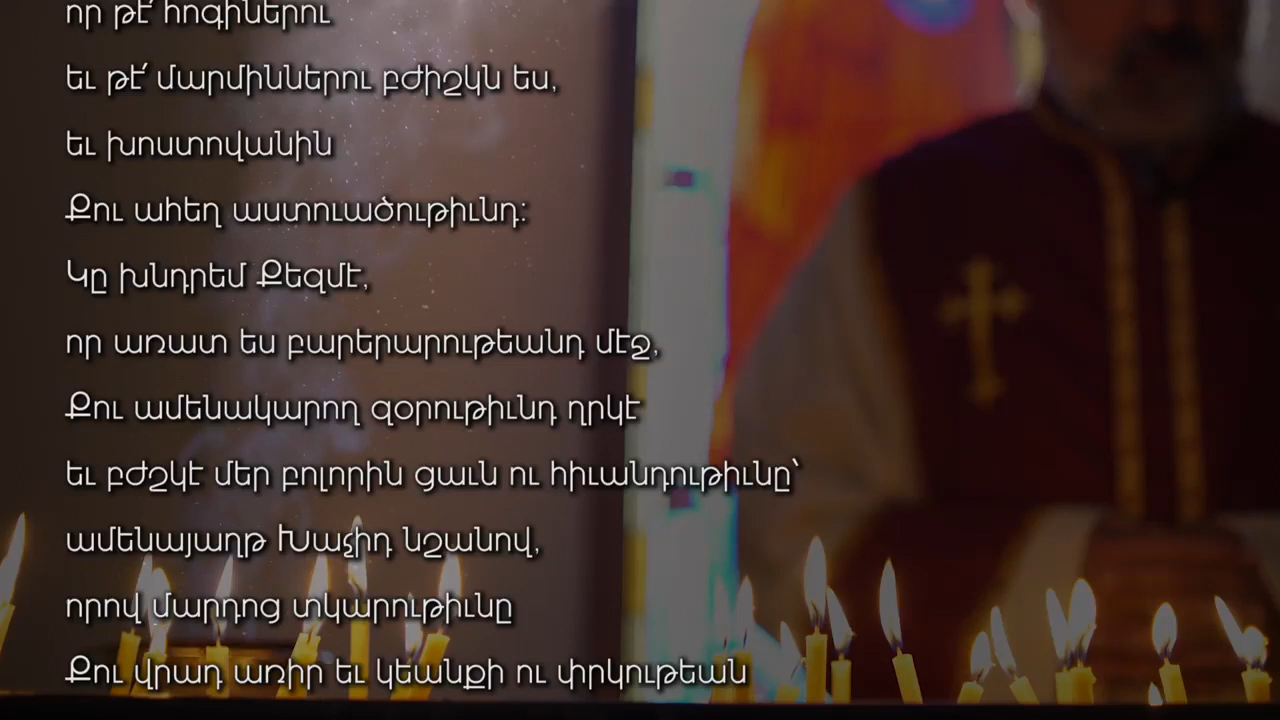 որ թէ՛ հոգիներու
եւ թէ՛ մարմիններու բժիշկն ես,
եւ խոստովանին
Քու ահեղ աստուածութիւնդ:
Կը խնդրեմ Քեզմէ,
որ առատ ես բարերարութեանդ մէջ,
Քու ամենակարող զօրութիւնդ ղրկէ
եւ բժշկէ մեր բոլորին ցաւն ու հիւանդութիւնը՝
ամենայաղթ Խաչիդ նշանով,
որով մարդոց տկարութիւնը
Քու վրադ առիր եւ կեանքի ու փրկութեան